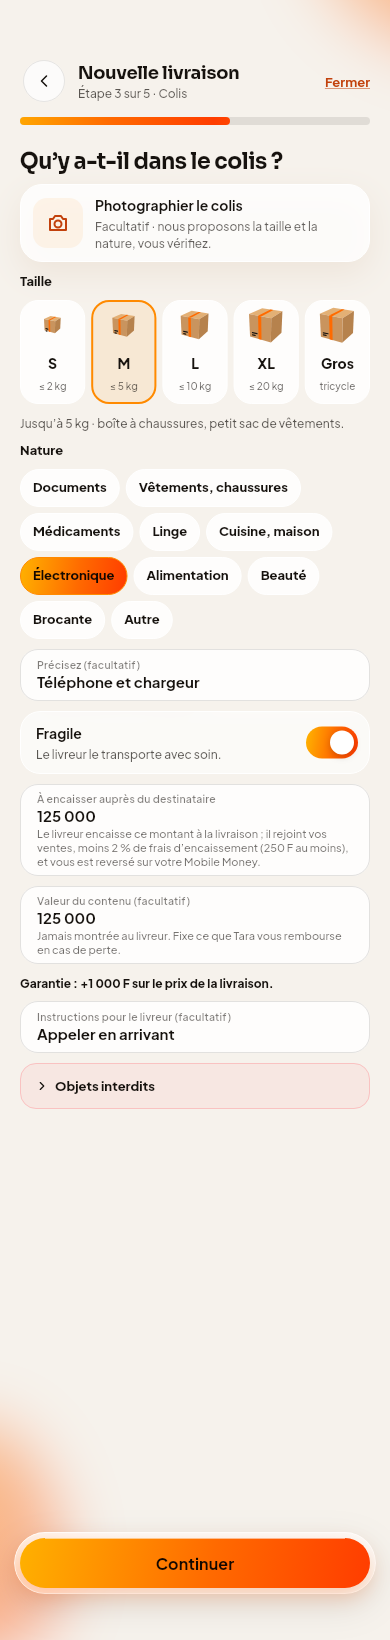 Nouvelle livraison
Étape 3 sur 5 · Colis
Fermer
Qu’y a-t-il dans le colis ?
Photographier le colis
Facultatif · nous proposons la taille et la
nature, vous vérifiez.
Taille
S
≤ 2 kg
M
≤ 5 kg
L
≤ 10 kg
XL
≤ 20 kg
Gros
tricycle
Jusqu’à 5 kg · boîte à chaussures, petit sac de vêtements.
Nature
Documents
Vêtements, chaussures
Médicaments
Linge
Cuisine, maison
Électronique
Alimentation
Beauté
Brocante
Autre
Précisez (facultatif)
Téléphone et chargeur
Fragile
Le livreur le transporte avec soin.
À encaisser auprès du destinataire
125 000
Le livreur encaisse ce montant à la livraison ; il rejoint vos
ventes, moins 2 % de frais d’encaissement (250 F au moins),
et vous est reversé sur votre Mobile Money.
Valeur du contenu (facultatif)
125 000
Jamais montrée au livreur. Fixe ce que Tara vous rembourse
en cas de perte.
Garantie : +1 000 F sur le prix de la livraison.
Instructions pour le livreur (facultatif)
Appeler en arrivant
Objets interdits
Continuer